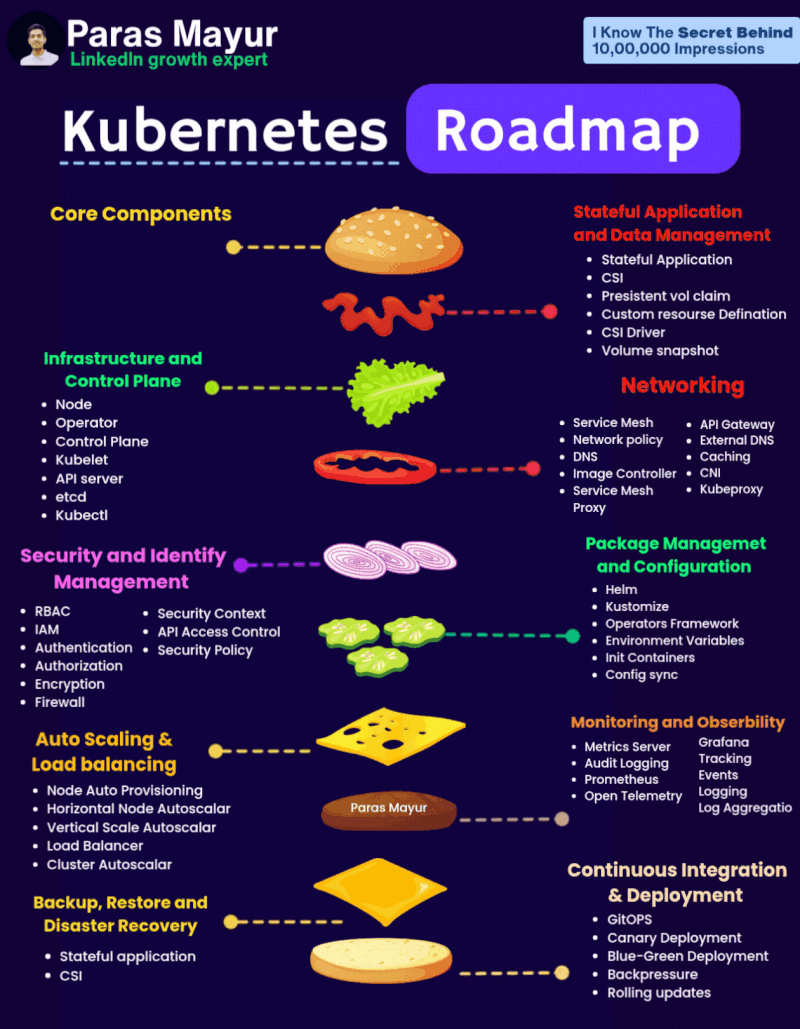 Paras Mayur
LinkedIn growth expert
I Know The Secret Behind
10,00,000 Impressions
Kubernetes Roadmap
Core Components
Stateful Application
and Data Management
Stateful Application
CSI
Presistent vol claim
Custom resourse Defination
CSI Driver
Volume snapshot
Infrastructure and
Control Plane
Node
Operator
Control Plane
Kubelet
API server
etcd
Kubectl
Networking
Service Mesh
Network policy
DNS
Image Controller
Service Mesh
Proxy
API Gateway
External DNS
Caching
CNI
Kubeproxy
Security and Identify
Management
RBAC
IAM
Authentication
Authorization
Encryption
Firewall
Security Context
API Access Control
Security Policy
Package Managemet
and Configuration
Helm
Kustomize
Operators Framework
Environment Variables
Init Containers
Config sync
Auto Scaling &
Load balancing
Node Auto Provisioning
Horizontal Node Autoscalar
Vertical Scale Autoscalar
Load Balancer
Cluster Autoscalar
Monitoring and Obserbility
Metrics Server
Audit Logging
Prometheus
Open Telemetry
Grafana
Tracking
Events
Logging
Log Aggregatio
Paras Mayur
Backup, Restore and
Disaster Recovery
Stateful application
CSI
Continuous Integration
& Deployment
GitOPS
Canary Deployment
Blue-Green Deployment
Backpressure
Rolling updates